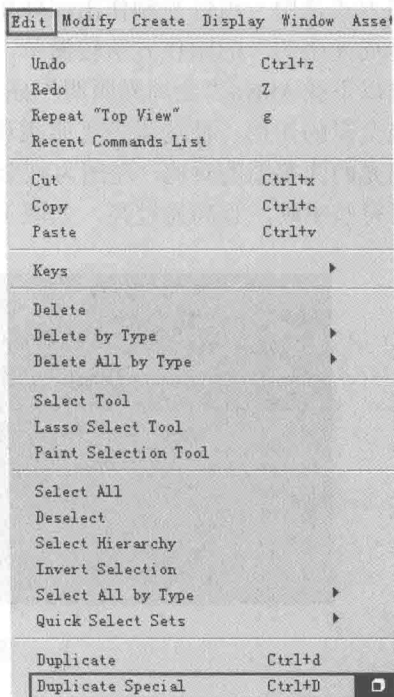 Edit Modify Create Display Window Asset
Undo Ctrl+z
Redo Z
Repeat "Top View" g
Recent Commands List
Cut Ctrl+x
Copy Ctrl+c
Paste Ctrl+v
Keys
Delete
Delete by Type
Delete All by Type
Select Tool
Lasso Select Tool
Paint Selection Tool
Select All
Deselect
Select Hierarchy
Invert Selection
Select All by Type
Quick Select Sets
Duplicate Ctrl+d
Duplicate Special Ctrl+D